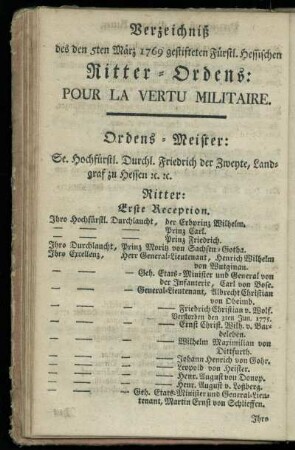 Verzeichniß
des den 5ten März 1769 gestifteten Fürstl. Hessischen
Ritter-Ordens:
POUR LA VERTU MILITAIRE.
Ordens-Meister:
Se. Hochfürstl. Durchl. Friedrich der Zweyte, Land-
graf zu Hessen ꝛc. ꝛc.
Ritter:
Erste Reception.
Ihro Hochfürstl. Durchlaucht, der Erbprinz Wilhelm.
— — — Prinz Carl.
— — — Prinz Friedrich.
Ihro Durchlaucht, Prinz Moritz von Sachsen-Gotha.
Ihro Excellenz, Herr General-Lieutenant, Henrich Wilhelm
von Wutginau.
— — — Geh. Etats-Minister und General von
der Infanterie, Carl von Bose.
— — — General-Lieutenant, Albrecht Christian
von Oheimb.
— — — — Friedrich Christian v. Wolf.
Verstorben den 3ten Jun. 1778.
— — — — Ernst Christ. Wilh. v. Bar-
deleben.
— — — — Wilhelm Maximilian von
Dittfurth.
— — — — Johann Henrich von Gohr.
— — — — Leopold von Heister.
— — — — Henr. August von Donop.
— — — — Henr. August v. Loßberg.
— — — Geh. Etats-Minister und General-Lieu-
tenant, Martin Ernst von Schlieffen.
Ihro